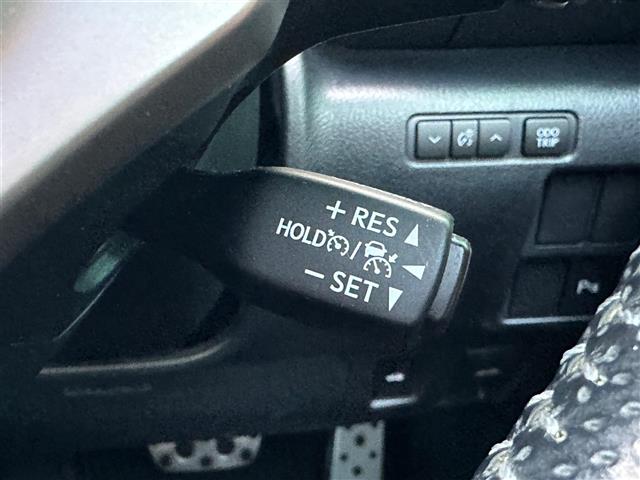 ODO
TRIP
+ RES
HOLD /
− SET
P